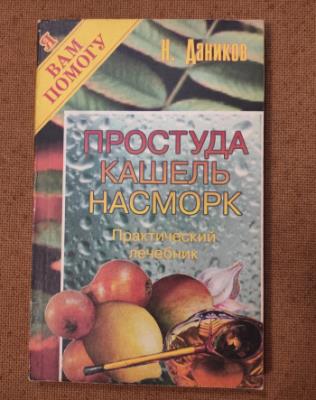 Я
ВАМ
ПОМОГУ
Н. Даников
ПРОСТУДА
КАШЕЛЬ
НАСМОРК
Практический
лечебник